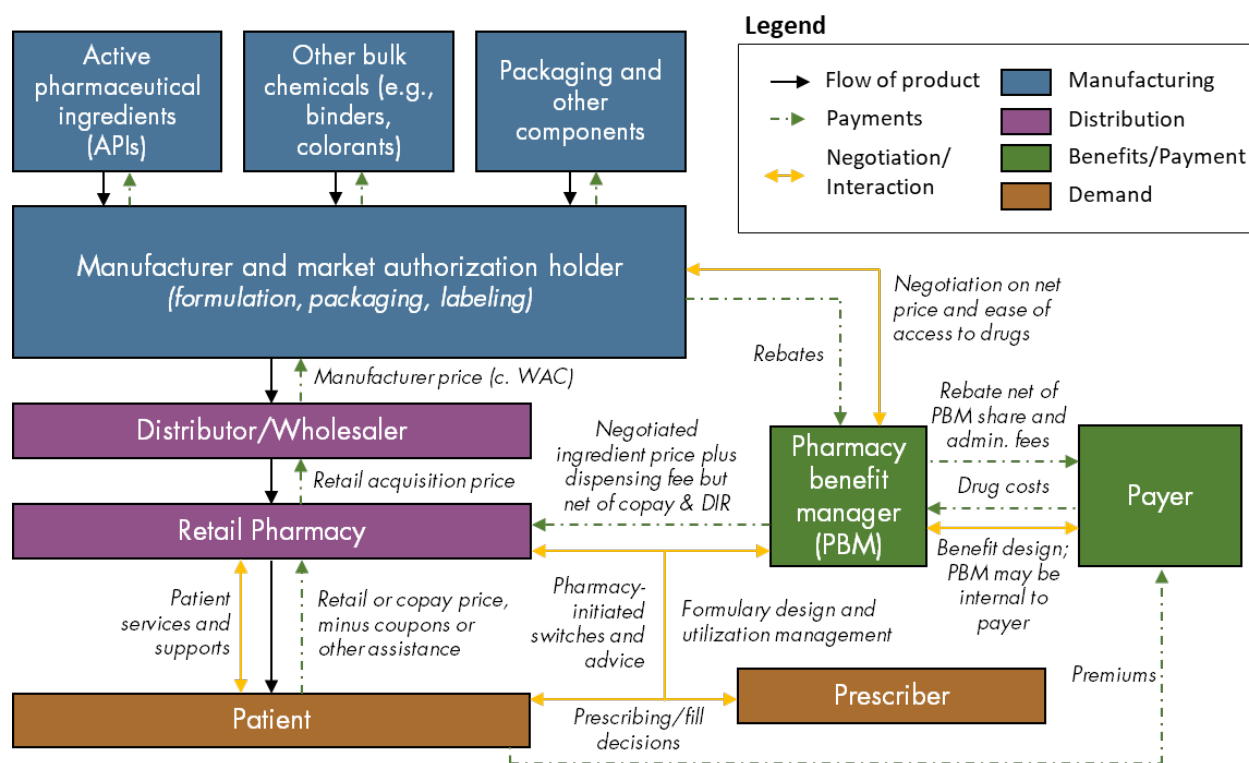 Legend
Flow of product
Payments
Negotiation/
Interaction
Manufacturing
Distribution
Benefits/Payment
Demand
Active
pharmaceutical
ingredients
(APIs)
Other bulk
chemicals (e.g.,
binders,
colorants)
Packaging and
other
components
Manufacturer and market authorization holder
(formulation, packaging, labeling)
Negotiation on net
price and ease of
access to drugs
Rebates
Manufacturer price (c. WAC)
Distributor/Wholesaler
Retail acquisition price
Retail Pharmacy
Negotiated
ingredient price plus
dispensing fee but
net of copay & DIR
Pharmacy
benefit
manager
(PBM)
Rebate net of
PBM share and
admin. fees
Drug costs
Payer
Benefit design;
PBM may be
internal to
payer
Patient
services and
supports
Retail or copay price,
minus coupons or
other assistance
Pharmacy-
initiated
switches and
advice
Formulary design and
utilization management
Premiums
Patient
Prescriber
Prescribing/fill
decisions